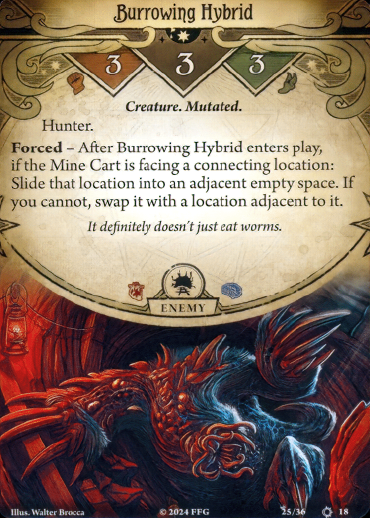 Burrowing Hybrid
3 3 3
Creature. Mutated.
Hunter.
Forced – After Burrowing Hybrid enters play,
if the Mine Cart is facing a connecting location:
Slide that location into an adjacent empty space. If
you cannot, swap it with a location adjacent to it.
It definitely doesn't just eat worms.
ENEMY
Illus. Walter Brocca © 2024 FFG 25/36 18